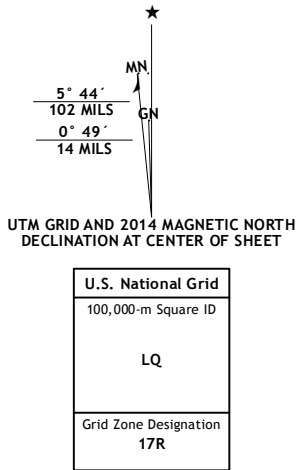 ★
MN.
5° 44´
102 MILS
GN
0° 49´
14 MILS
UTM GRID AND 2014 MAGNETIC NORTH
DECLINATION AT CENTER OF SHEET
U.S. National Grid
100,000-m Square ID
LQ
Grid Zone Designation
17R